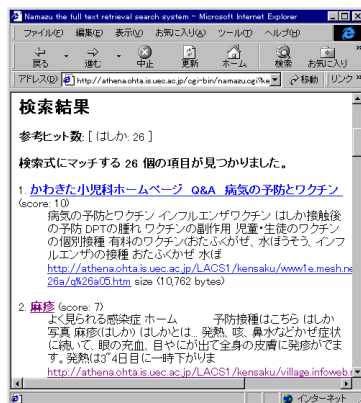 Namazu the full text retrieval search system - Microsoft Internet Explorer
ファイル(F) 編集(E) 表示(V) お気に入り(A) ツール(T) ヘルプ(H)
戻る 進む 中止 更新 ホーム 検索 お気に入り
アドレス(D) http://athena.ohta.is.uec.ac.jp/cgi-bin/namazu.cgi?ke 移動 リンク
検索結果
参考ヒット数: [ はしか: 26 ]
検索式にマッチする 26 個の項目が見つかりました。
1. かわきた小児科ホームページ Q&A 病気の予防とワクチン
(score: 10)
病気の予防とワクチン インフルエンザワクチン はしか接触後
の予防 DPTの腫れ ワクチンの副作用 児童・生徒のワクチン
の個別接種 有料のワクチン(おたふくかぜ、水ぼうそう、インフ
ルエンザ)の接種 おたふくかぜ 水ぼ
http://athena.ohta.is.uec.ac.jp/LACS1/kensaku/www1e.mesh.ne
26a/q%26a05.htm size (10,762 bytes)
2. 麻疹 (score: 7)
よく見られる感染症 ホーム 予防接種はこちら はしか
写真 麻疹(はしか) はしかとは.. 発熱、咳、鼻水などかぜ症状
に続いて、眼の充血、目やにが出て全身の皮膚に発疹がでま
す。発熱は3~4日目に一時下がりま
http://athena.ohta.is.uec.ac.jp/LACS1/kensaku/village.infoweb.r
インターネット